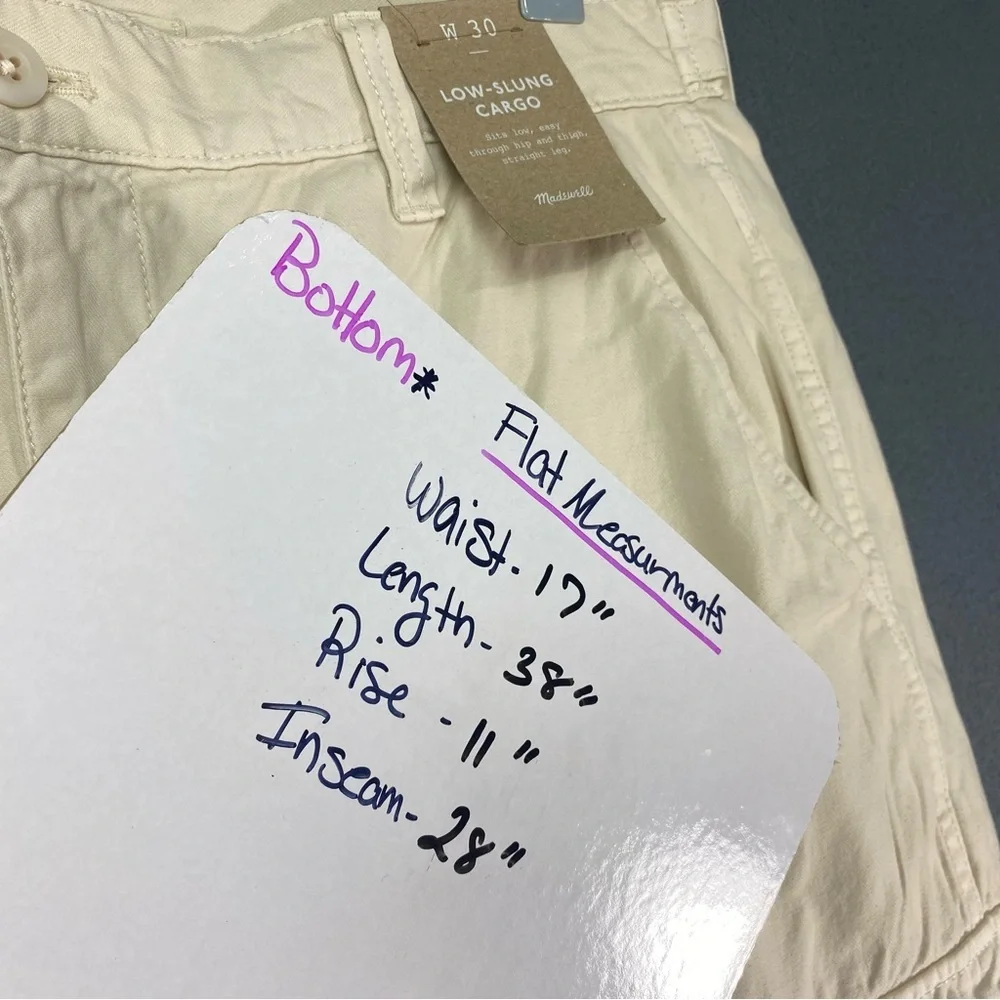 W 30
LOW-SLUNG
CARGO
Sits low, easy
through hip and thigh,
straight leg.
Madewell
Bottom*
Flat Measurments
Waist. 17"
Length- 38"
Rise - 11"
Inseam- 28"